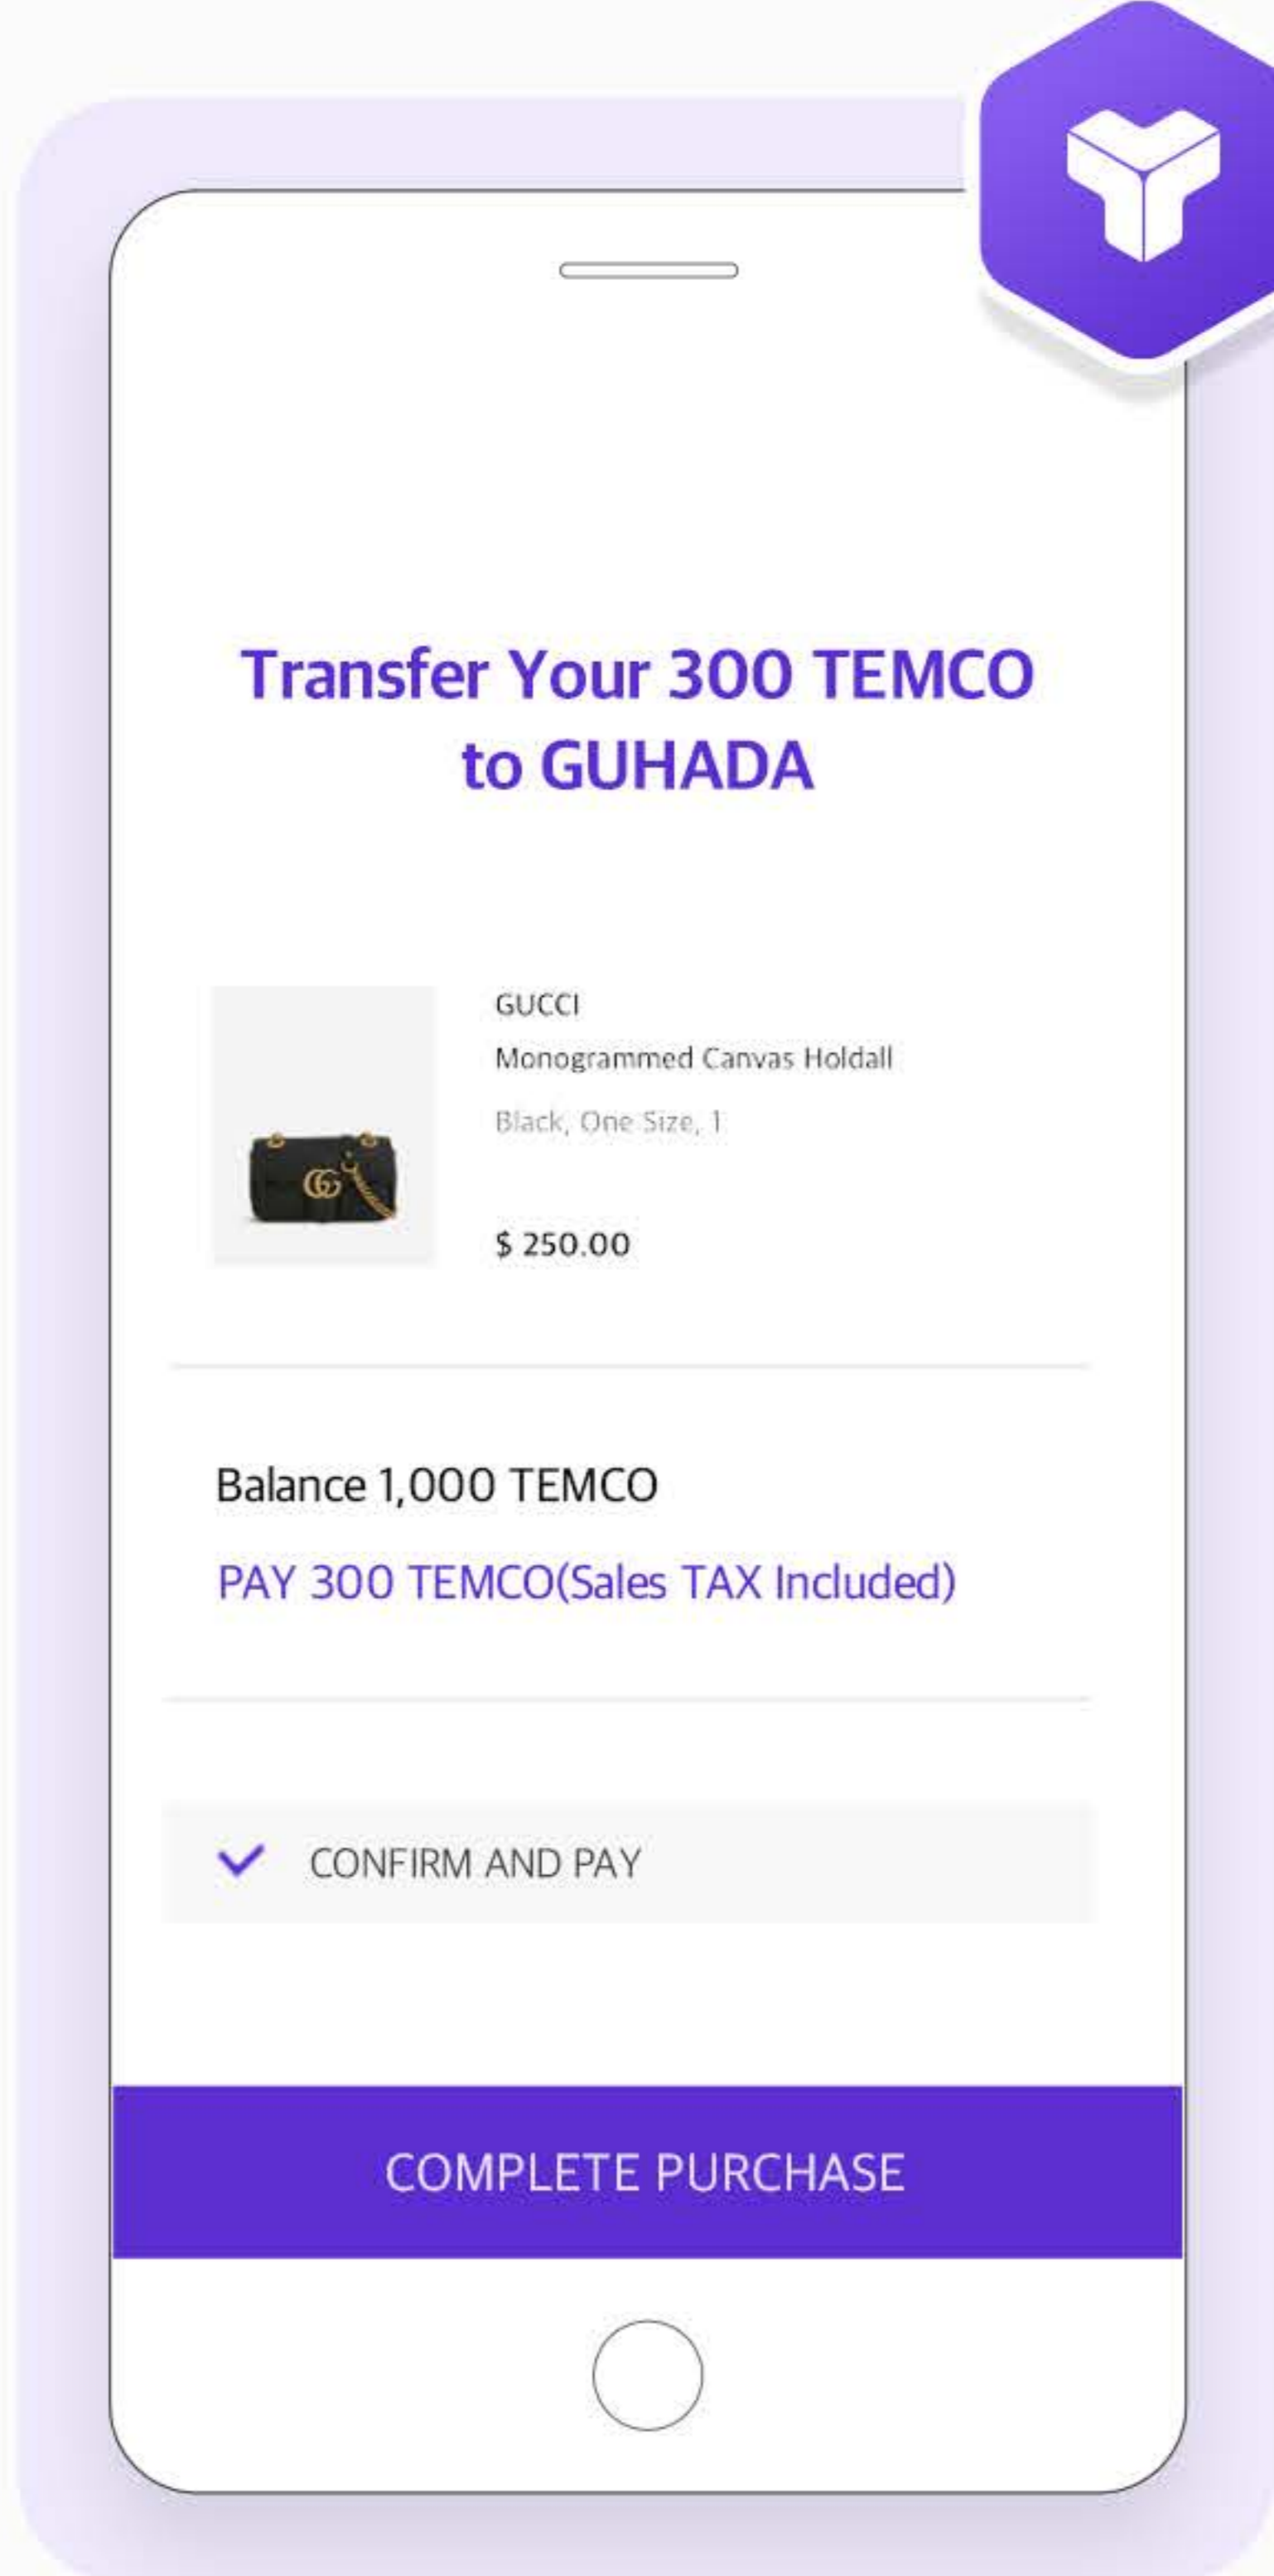 Transfer Your 300 TEMCO
to GUHADA
GUCCI
Monogrammed Canvas Holdall
Black, One Size, 1
$ 250.00
Balance 1,000 TEMCO
PAY 300 TEMCO(Sales TAX Included)
CONFIRM AND PAY
COMPLETE PURCHASE